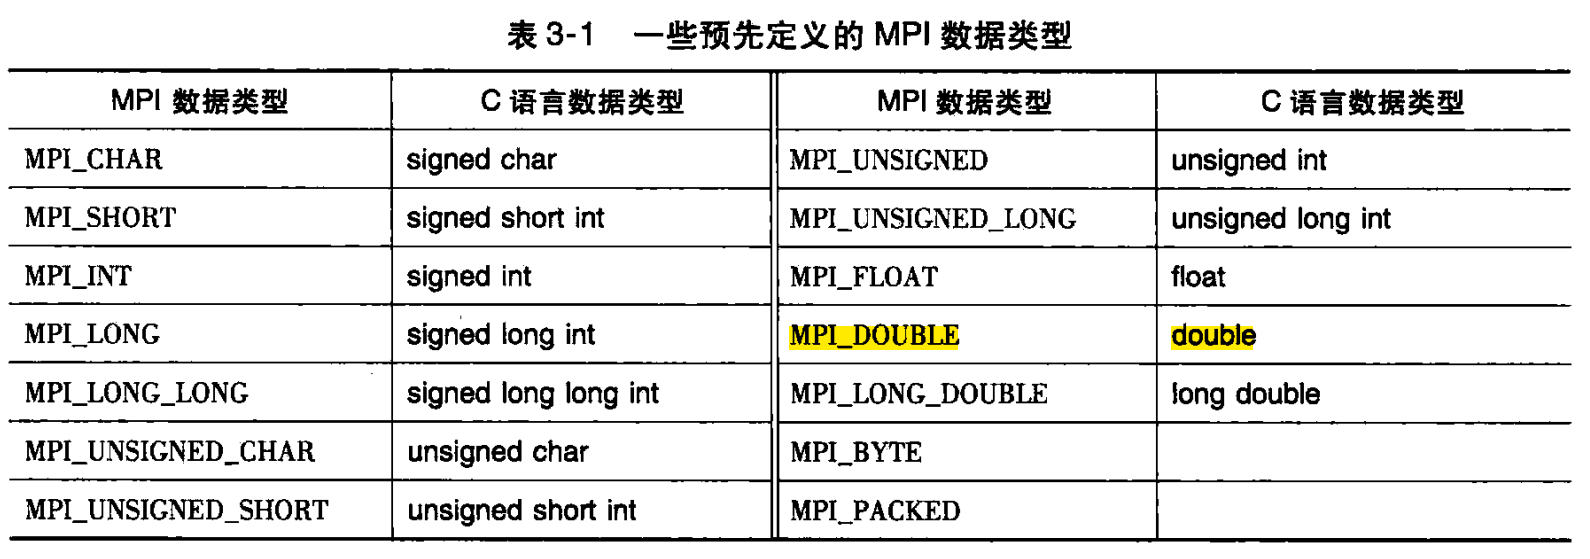 表 3-1 一些预先定义的 MPI 数据类型
MPI 数据类型 C 语言数据类型 MPI 数据类型 C 语言数据类型
MPI_CHAR signed char MPI_UNSIGNED unsigned int
MPI_SHORT signed short int MPI_UNSIGNED_LONG unsigned long int
MPI_INT signed int MPI_FLOAT float
MPI_LONG signed long int MPI_DOUBLE double
MPI_LONG_LONG signed long long int MPI_LONG_DOUBLE long double
MPI_UNSIGNED_CHAR unsigned char MPI_BYTE
MPI_UNSIGNED_SHORT unsigned short int MPI_PACKED